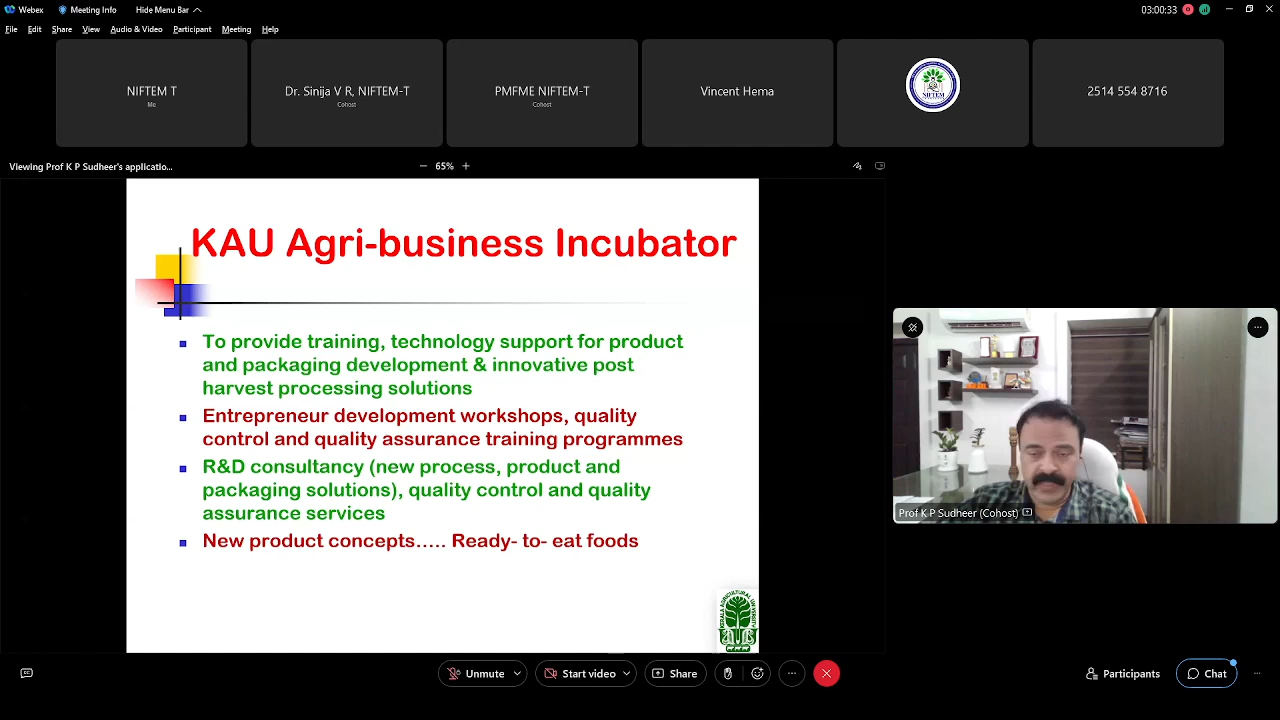 Webex
Meeting Info
Hide Menu Bar
03:00:33
File Edit Share View Audio & Video Participant Meeting Help
NIFTEM T
Me
Dr. Sinija V R, NIFTEM-T
Cohost
PMFME NIFTEM-T
Cohost
Vincent Hema
NIFTEM
2514 554 8716
Viewing Prof K P Sudheer's applicatio...
65%
KAU Agri-business Incubator
To provide training, technology support for product
and packaging development & innovative post
harvest processing solutions
Entrepreneur development workshops, quality
control and quality assurance training programmes
R&D consultancy (new process, product and
packaging solutions), quality control and quality
assurance services
New product concepts..... Ready- to- eat foods
KERALA AGRICULTURAL UNIVERSITY
Prof K P Sudheer (Cohost)
Unmute
Start video
Share
Participants
Chat